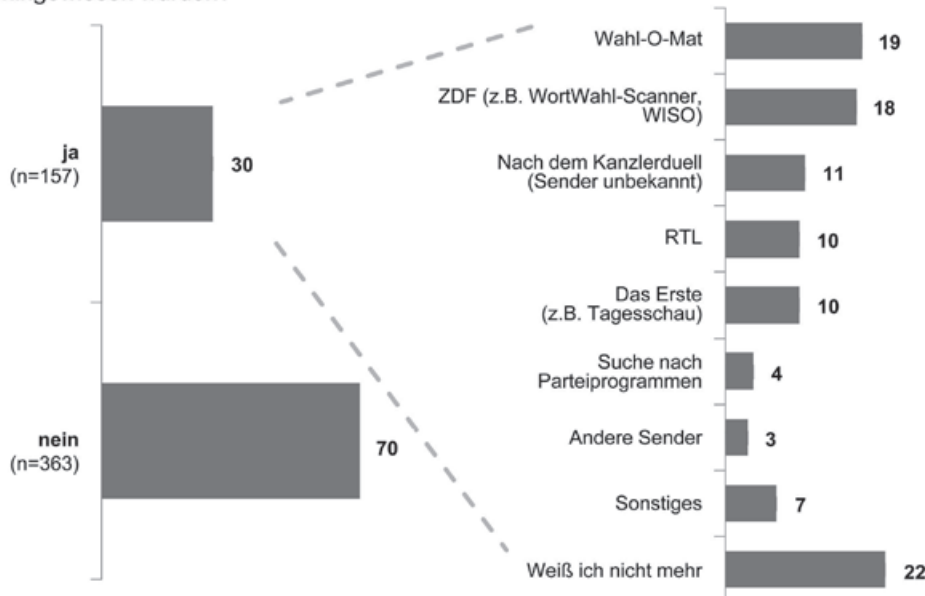 ja
(n=157)
30
nein
(n=363)
70
Wahl-O-Mat
19
ZDF (z.B. WortWahl-Scanner,
WISO)
18
Nach dem Kanzlerduell
(Sender unbekannt)
11
RTL
10
Das Erste
(z.B. Tagesschau)
10
Suche nach
Parteiprogrammen
4
Andere Sender
3
Sonstiges
7
Weiß ich nicht mehr
22